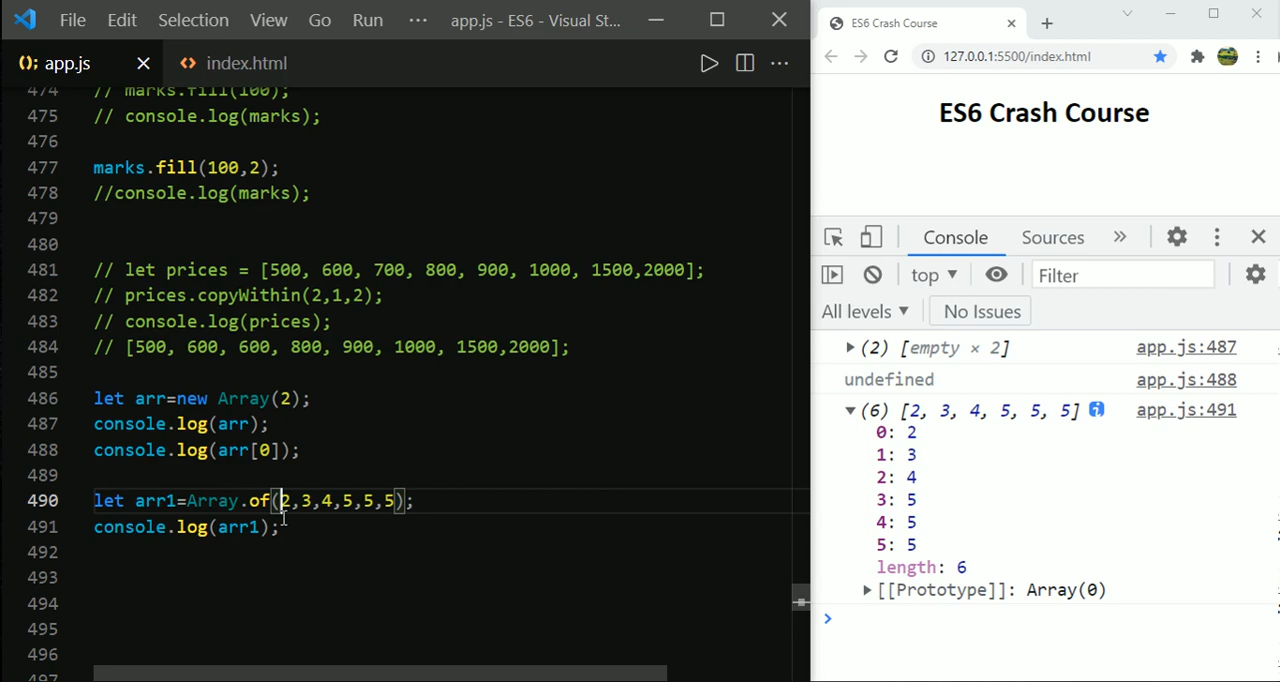 File Edit Selection View Go Run ··· app.js - ES6 - Visual St...
(); app.js
<> index.html
474 // marks.fill(100);
475 // console.log(marks);
476
477 marks.fill(100,2);
478 //console.log(marks);
479
480
481 // let prices = [500, 600, 700, 800, 900, 1000, 1500,2000];
482 // prices.copyWithin(2,1,2);
483 // console.log(prices);
484 // [500, 600, 600, 800, 900, 1000, 1500,2000];
485
486 let arr=new Array(2);
487 console.log(arr);
488 console.log(arr[0]);
489
490 let arr1=Array.of(2,3,4,5,5,5);
491 console.log(arr1);
492
493
494
495
496
497
ES6 Crash Course
127.0.0.1:5500/index.html
ES6 Crash Course
Console Sources »
top ▼ Filter
All levels ▼ No Issues
(2) [empty × 2] app.js:487
undefined app.js:488
(6) [2, 3, 4, 5, 5, 5] i app.js:491
0: 2
1: 3
2: 4
3: 5
4: 5
5: 5
length: 6
[[Prototype]]: Array(0)
>